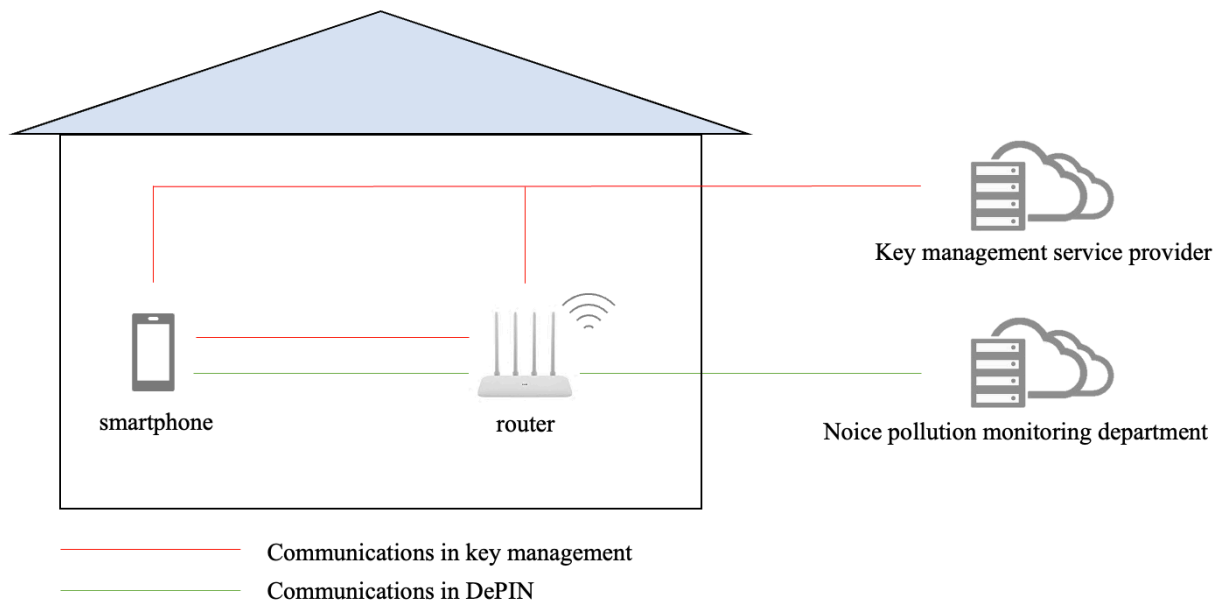 Key management service provider
smartphone
router
Noice pollution monitoring department
Communications in key management
Communications in DePIN